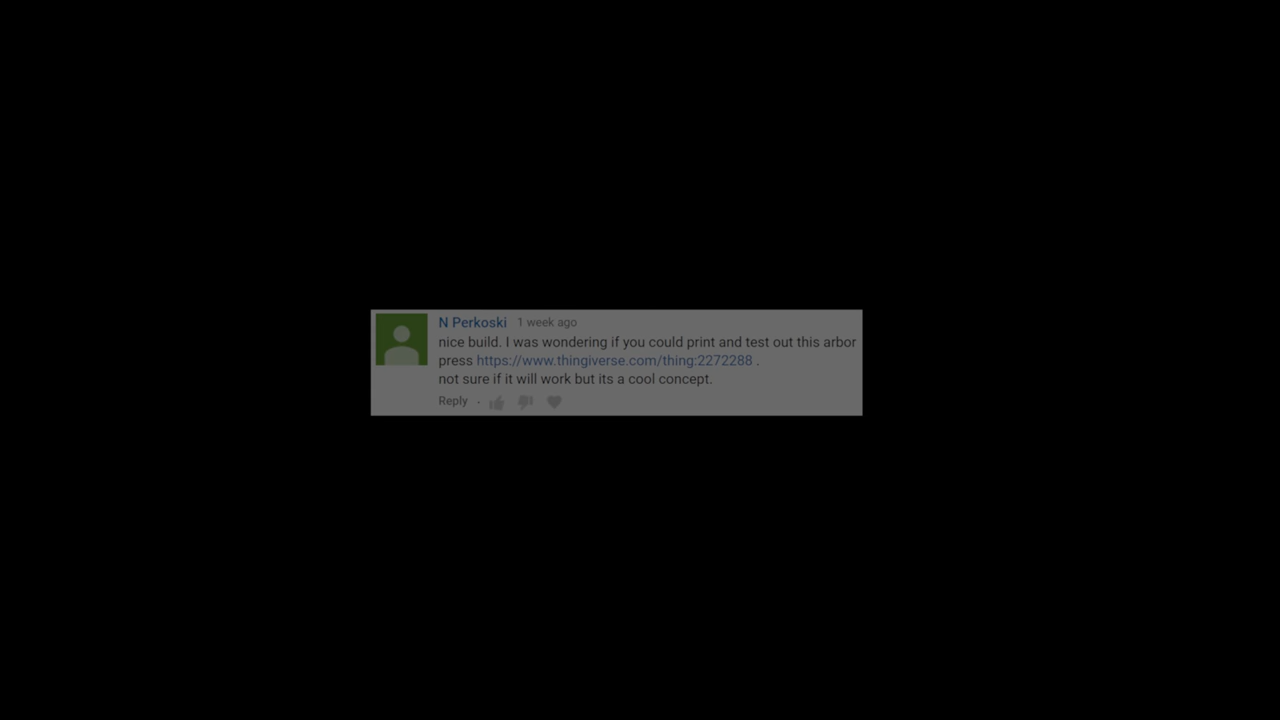 N Perkoski 1 week ago
nice build. I was wondering if you could print and test out this arbor
press https://www.thingiverse.com/thing:2272288 .
not sure if it will work but its a cool concept.
Reply